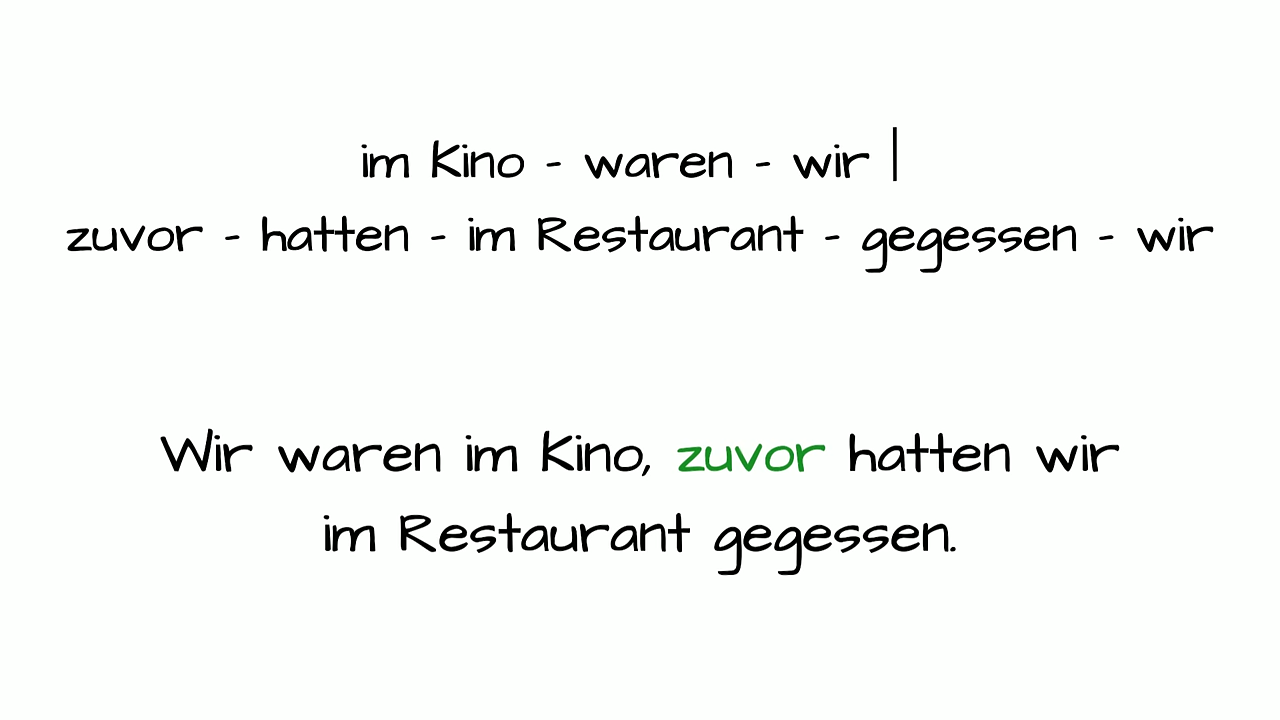 im Kino - waren - wir |
zuvor - hatten - im Restaurant - gegessen - wir
Wir waren im Kino, zuvor hatten wir
im Restaurant gegessen.